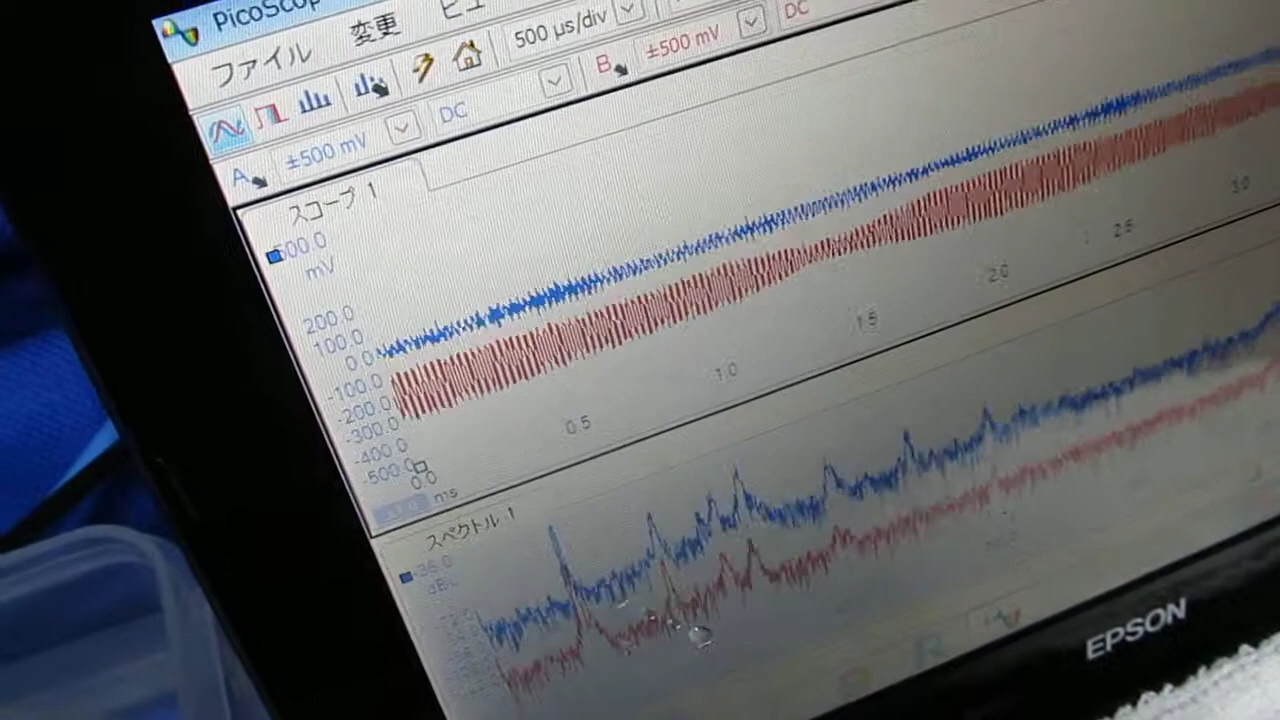 PicoScop
ファイル 変更 ビュ
500 µs/div
A ±500 mV DC B ±500 mV DC
スコープ 1
500.0
mV
200.0
100.0
0.0
-100.0
-200.0
-300.0
-400.0
-500.0
0.0 0.5 1.0 1.5 2.0 2.5 3.0
ms
スペクトル 1
EPSON